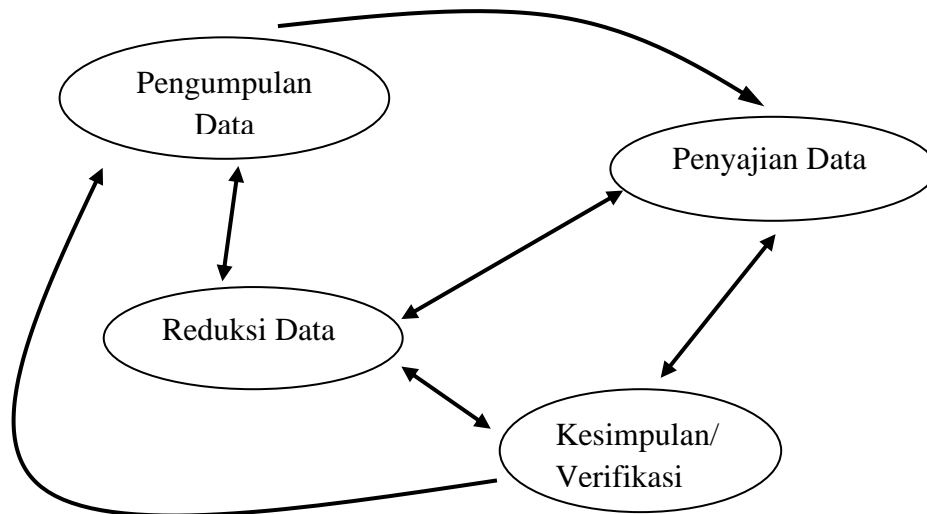 Pengumpulan
Data
Penyajian Data
Reduksi Data
Kesimpulan/
Verifikasi